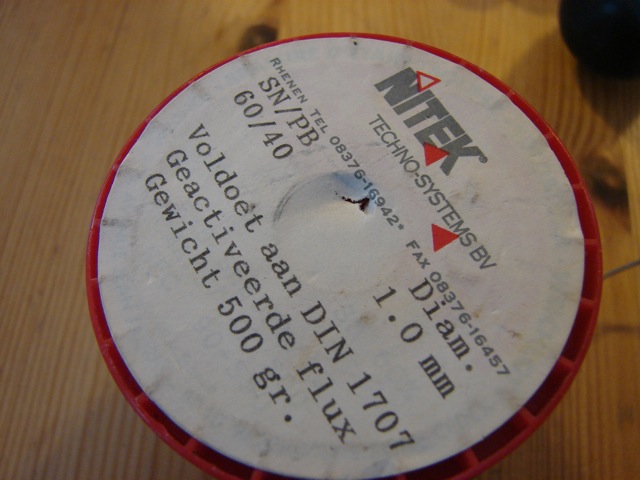 NITEK®
TECHNO-SYSTEMS BV
RHENEN TEL 08376-16942* FAX 08376-16457
SN/PB Diam.
60/40 1.0 mm
Voldoet aan DIN 1707
Geactiveerde flux
Gewicht 500 gr.